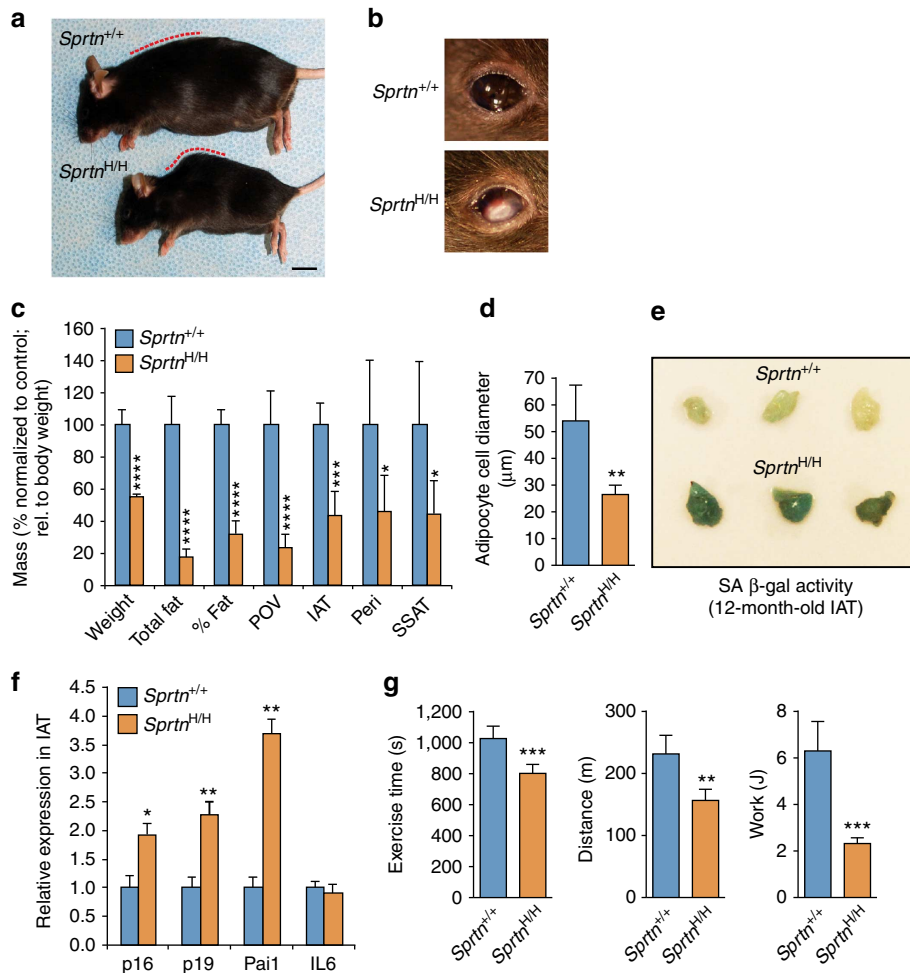 a
Sprtn+/+
SprtnH/H
b
Sprtn+/+
SprtnH/H
c
Mass (% normalized to control;
rel. to body weight)
160
140
120
100
80
60
40
20
0
Sprtn+/+
SprtnH/H
****
****
****
****
***
*
*
Weight
Total fat
% Fat
POV
IAT
Peri
SSAT
d
Adipocyte cell diameter
(μm)
70
60
50
40
30
20
10
0
**
Sprtn+/+
SprtnH/H
e
Sprtn+/+
SprtnH/H
SA β-gal activity
(12-month-old IAT)
f
Relative expression in IAT
4.5
4.0
3.5
3.0
2.5
2.0
1.5
1.0
0.5
0.0
Sprtn+/+
SprtnH/H
*
**
**
p16
p19
Pai1
IL6
g
Exercise time (s)
1,200
1,000
800
600
400
200
0
***
Sprtn+/+
SprtnH/H
Distance (m)
300
200
100
0
**
Sprtn+/+
SprtnH/H
Work (J)
8
6
4
2
0
***
Sprtn+/+
SprtnH/H